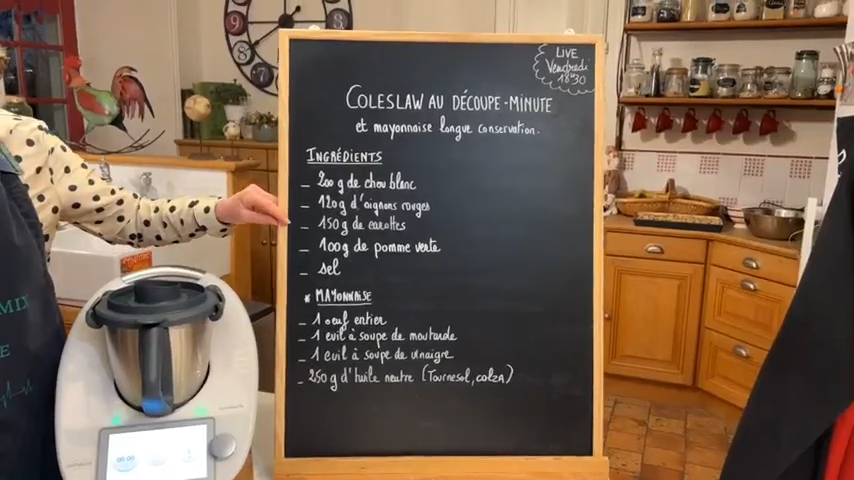 LIVE
Vendredi
18h30
COLESLAW AU DÉCOUPE-MINUTE
et mayonnaise longue conservation.
INGRÉDIENTS
- 200 g de chou blanc
- 120 g d'oignons rouges
- 150 g de carottes
- 100 g de pomme verte
- sel
* MAYONNAISE
- 1 oeuf entier
- 1 cuil à soupe de moutarde
- 1 cuil à soupe de vinaigre
- 250 g d'huile neutre (Tournesol, colza)